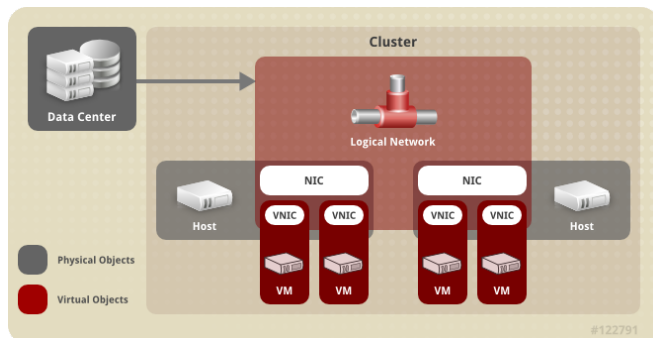 Cluster
Data Center
Logical Network
NIC
NIC
Host
VNIC
VNIC
VNIC
VNIC
Host
VM
VM
VM
VM
Physical Objects
Virtual Objects
#122791